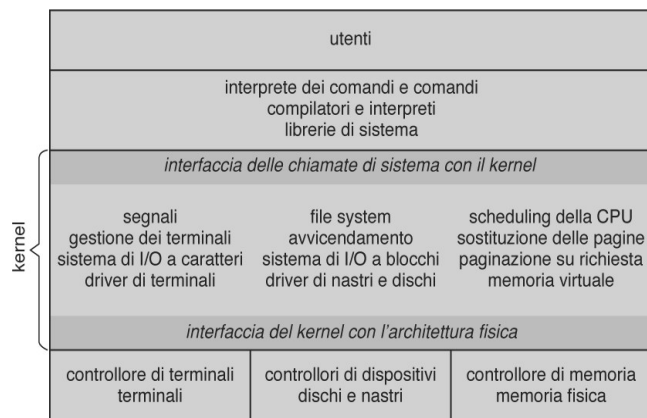 utenti
interprete dei comandi e comandi
compilatori e interpreti
librerie di sistema
kernel
interfaccia delle chiamate di sistema con il kernel
segnali
gestione dei terminali
sistema di I/O a caratteri
driver di terminali
file system
avvicendamento
sistema di I/O a blocchi
driver di nastri e dischi
scheduling della CPU
sostituzione delle pagine
paginazione su richiesta
memoria virtuale
interfaccia del kernel con l'architettura fisica
controllore di terminali
terminali
controllori di dispositivi
dischi e nastri
controllore di memoria
memoria fisica